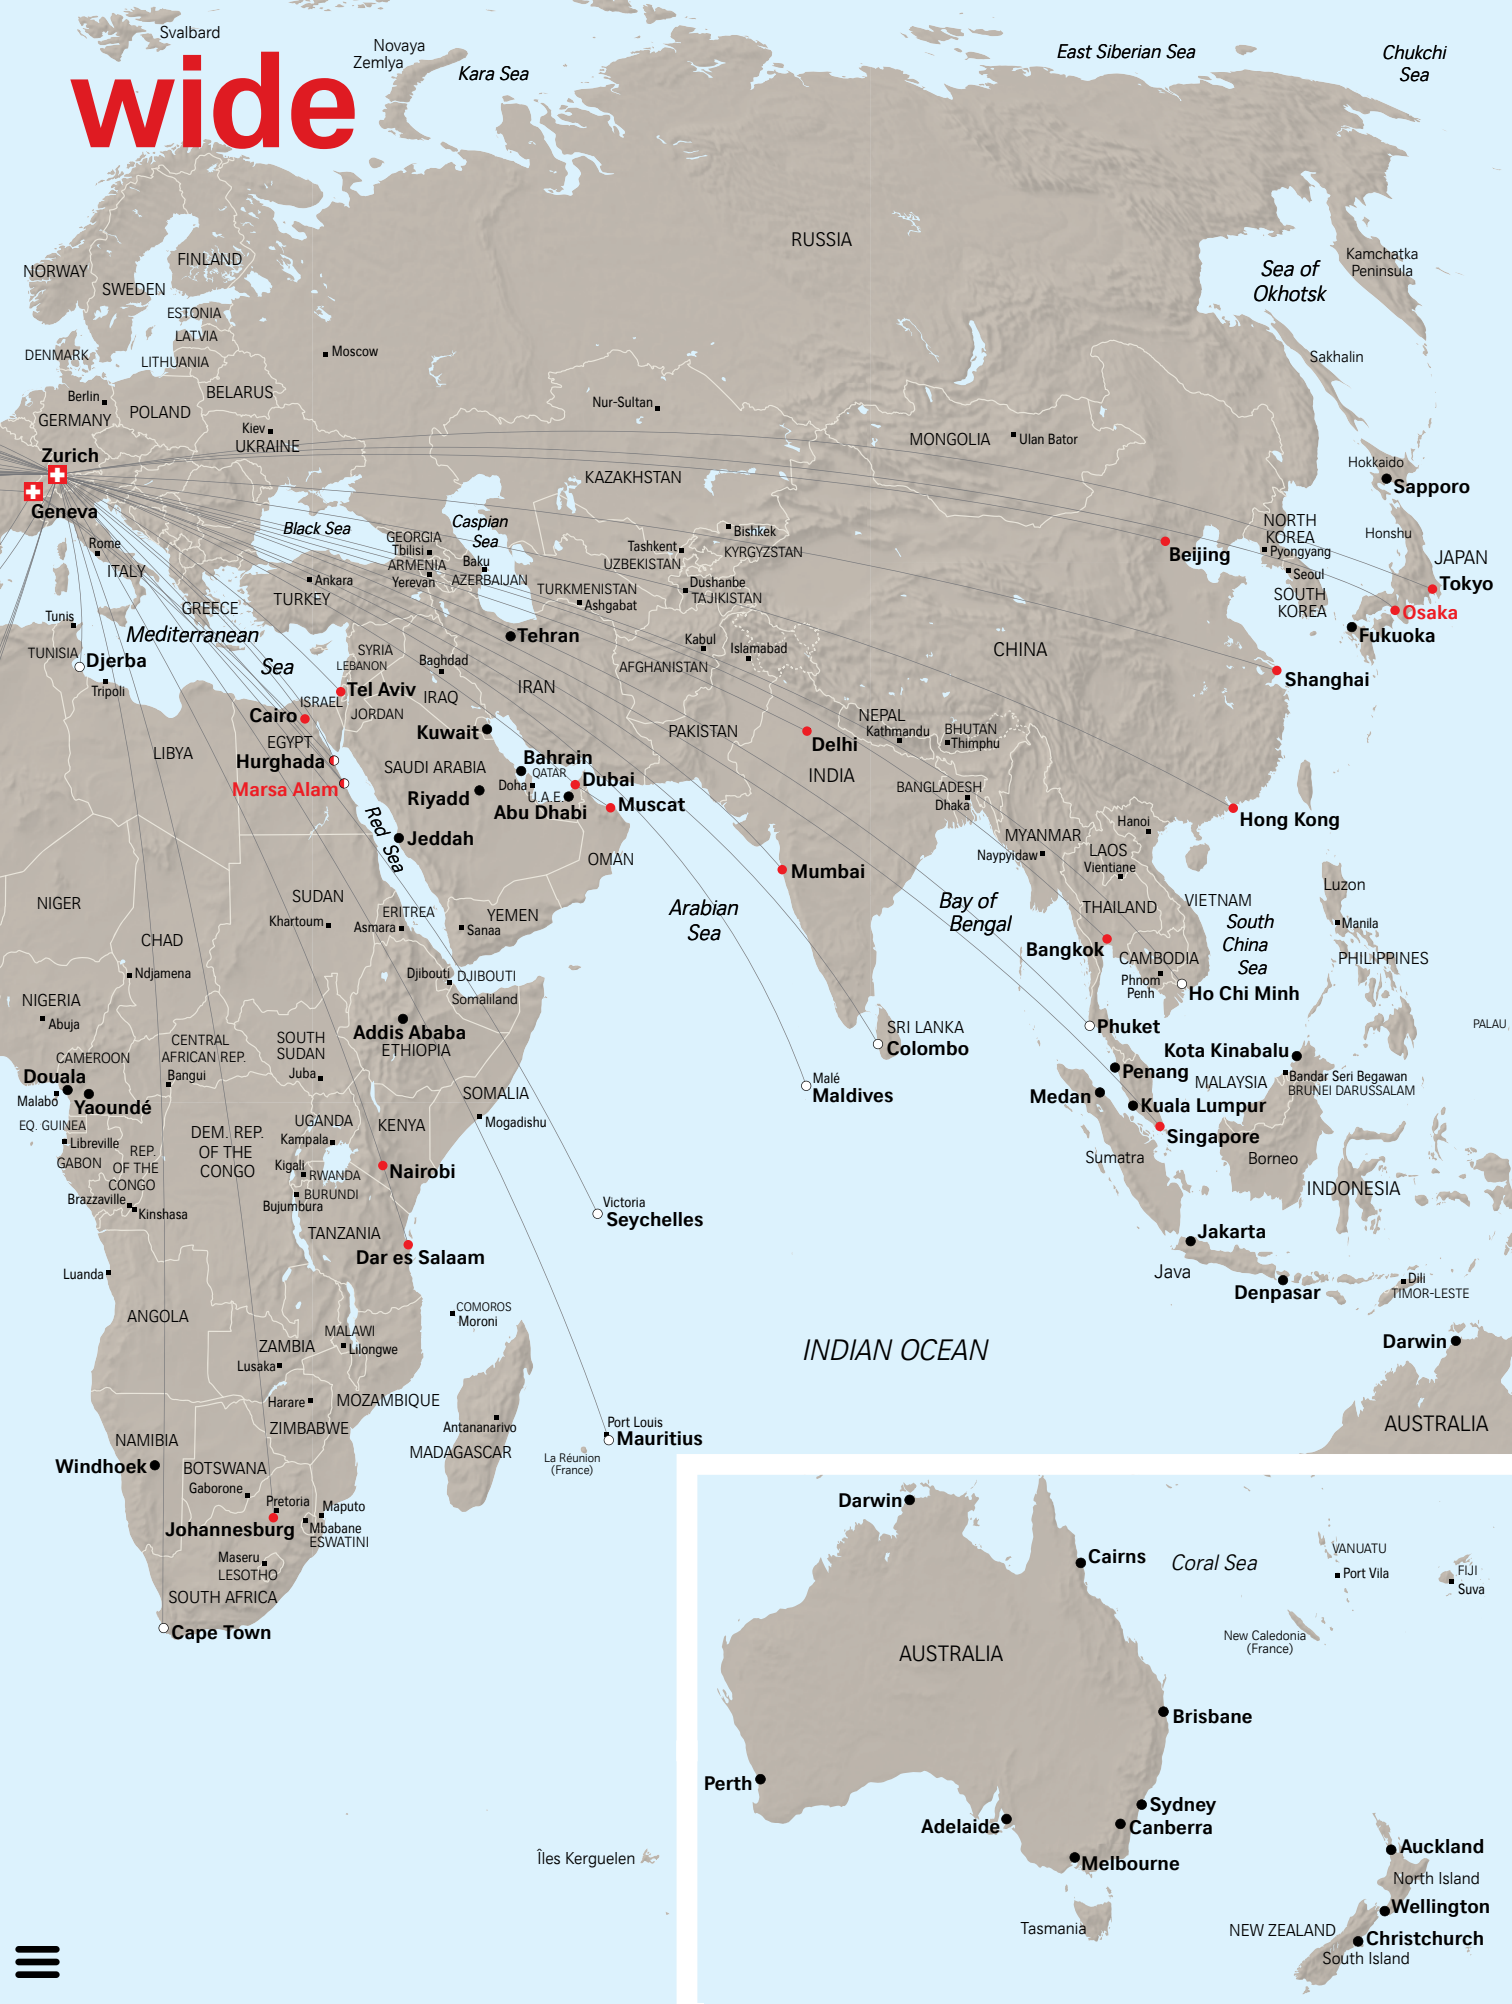 wide
Svalbard
Novaya
Zemlya
Kara Sea
East Siberian Sea
Chukchi
Sea
RUSSIA
Kamchatka
Peninsula
Sea of
Okhotsk
Sakhalin
NORWAY
FINLAND
SWEDEN
ESTONIA
LATVIA
DENMARK
LITHUANIA
Moscow
Berlin
BELARUS
GERMANY
POLAND
Kiev
UKRAINE
Nur-Sultan
MONGOLIA
Ulan Bator
Zurich
Geneva
KAZAKHSTAN
Hokkaido
Sapporo
Black Sea
Caspian
Sea
GEORGIA
Tbilisi
ARMENIA
Yerevan
Baku
AZERBAIJAN
Bishkek
KYRGYZSTAN
Tashkent
UZBEKISTAN
TURKMENISTAN
Ashgabat
Dushanbe
TAJIKISTAN
Beijing
NORTH
KOREA
Pyongyang
Seoul
SOUTH
KOREA
Honshu
JAPAN
Tokyo
Osaka
Fukuoka
Rome
ITALY
Ankara
TURKEY
GREECE
Tunis
TUNISIA
Djerba
Tripoli
Mediterranean
Sea
SYRIA
LEBANON
Baghdad
Tehran
Kabul
Islamabad
AFGHANISTAN
CHINA
Shanghai
ISRAEL
Tel Aviv
IRAQ
IRAN
JORDAN
Cairo
EGYPT
Hurghada
Marsa Alam
LIBYA
Kuwait
SAUDI ARABIA
Bahrain
QATAR
Doha
U.A.E.
Dubai
Riyadd
Abu Dhabi
Muscat
PAKISTAN
Delhi
NEPAL
Kathmandu
BHUTAN
Thimphu
INDIA
BANGLADESH
Dhaka
Red Sea
Jeddah
OMAN
Mumbai
MYANMAR
Naypyidaw
Hanoi
LAOS
Vientiane
Hong Kong
Luzon
NIGER
SUDAN
Khartoum
ERITREA
Asmara
YEMEN
Sanaa
Arabian
Sea
Bay of
Bengal
THAILAND
VIETNAM
South
China
Sea
Manila
PHILIPPINES
CHAD
Ndjamena
Bangkok
CAMBODIA
Phnom
Penh
Ho Chi Minh
NIGERIA
Abuja
Djibouti
DJIBOUTI
Somaliland
CENTRAL
AFRICAN REP.
Bangui
SOUTH
SUDAN
Juba
Addis Ababa
ETHIOPIA
SRI LANKA
Colombo
Phuket
PALAU
CAMEROON
Douala
Malabo
Yaoundé
EQ. GUINEA
Malé
Maldives
Kota Kinabalu
Penang
MALAYSIA
Bandar Seri Begawan
BRUNEI DARUSSALAM
Medan
Kuala Lumpur
Singapore
Sumatra
Borneo
INDONESIA
Libreville
GABON
REP.
OF THE
CONGO
Brazzaville
Kinshasa
DEM. REP.
OF THE
CONGO
UGANDA
Kampala
KENYA
SOMALIA
Mogadishu
Kigali
RWANDA
BURUNDI
Bujumbura
Nairobi
TANZANIA
Dar es Salaam
Victoria
Seychelles
Jakarta
Java
Denpasar
Dili
TIMOR-LESTE
Luanda
ANGOLA
COMOROS
Moroni
ZAMBIA
MALAWI
Lilongwe
Lusaka
INDIAN OCEAN
Darwin
AUSTRALIA
Harare
MOZAMBIQUE
ZIMBABWE
Antananarivo
MADAGASCAR
La Réunion
(France)
Port Louis
Mauritius
NAMIBIA
Windhoek
BOTSWANA
Gaborone
Pretoria
Maputo
Johannesburg
Mbabane
ESWATINI
Maseru
LESOTHO
SOUTH AFRICA
Cape Town
Darwin
Cairns
Coral Sea
VANUATU
Port Vila
FIJI
Suva
New Caledonia
(France)
AUSTRALIA
Brisbane
Perth
Adelaide
Sydney
Canberra
Melbourne
Tasmania
Îles Kerguelen
Auckland
North Island
Wellington
NEW ZEALAND
Christchurch
South Island